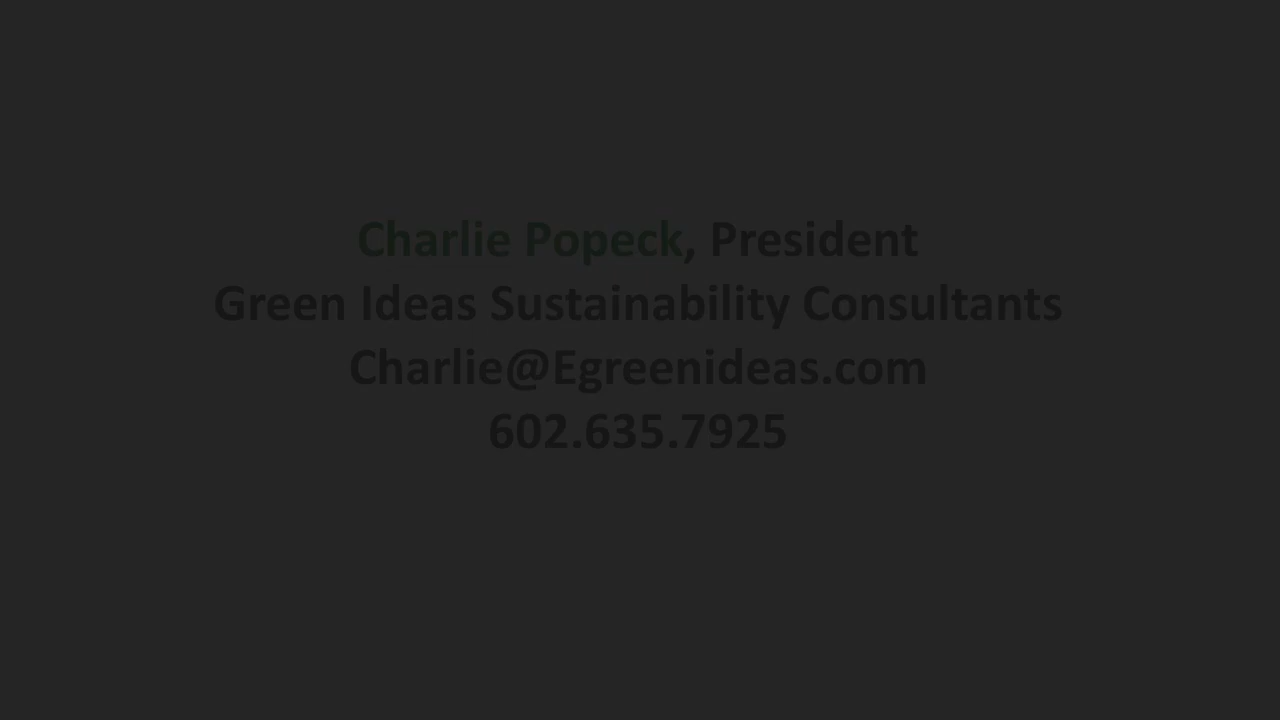 Charlie Popeck, President
Green Ideas Sustainability Consultants
Charlie@Egreenideas.com
602.635.7925